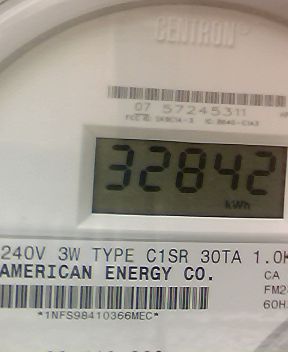 CENTRON®
07 57245311
32842
kWh
240V 3W TYPE C1SR 30TA 1.0K
AMERICAN ENERGY CO.
CA
FM2
60H
*1NFS98410366MEC*